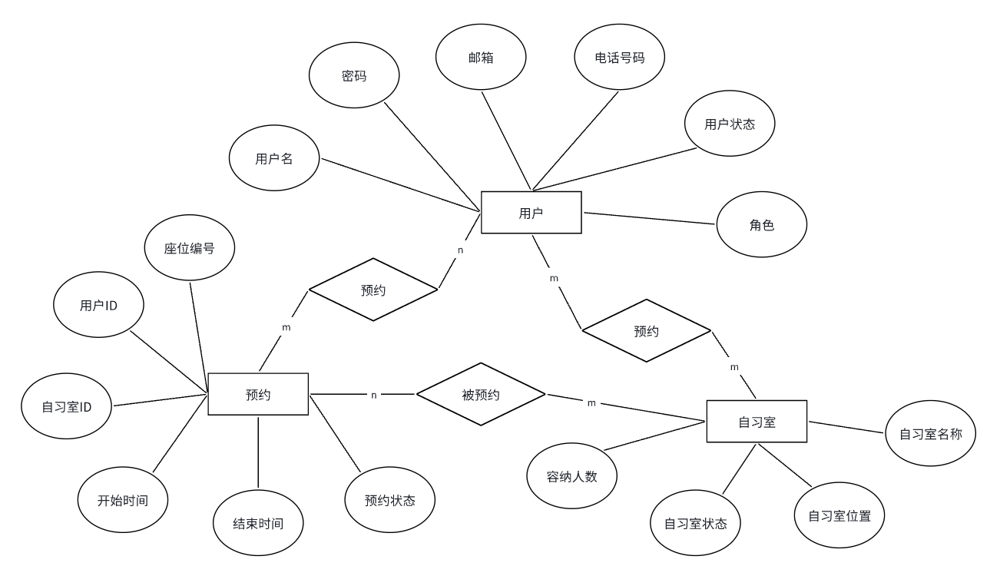 邮箱
电话号码
密码
用户状态
用户名
用户
角色
座位编号
n
m
预约
用户ID
m
预约
m
预约
n
被预约
m
自习室
自习室ID
自习室名称
容纳人数
开始时间
预约状态
自习室位置
结束时间
自习室状态